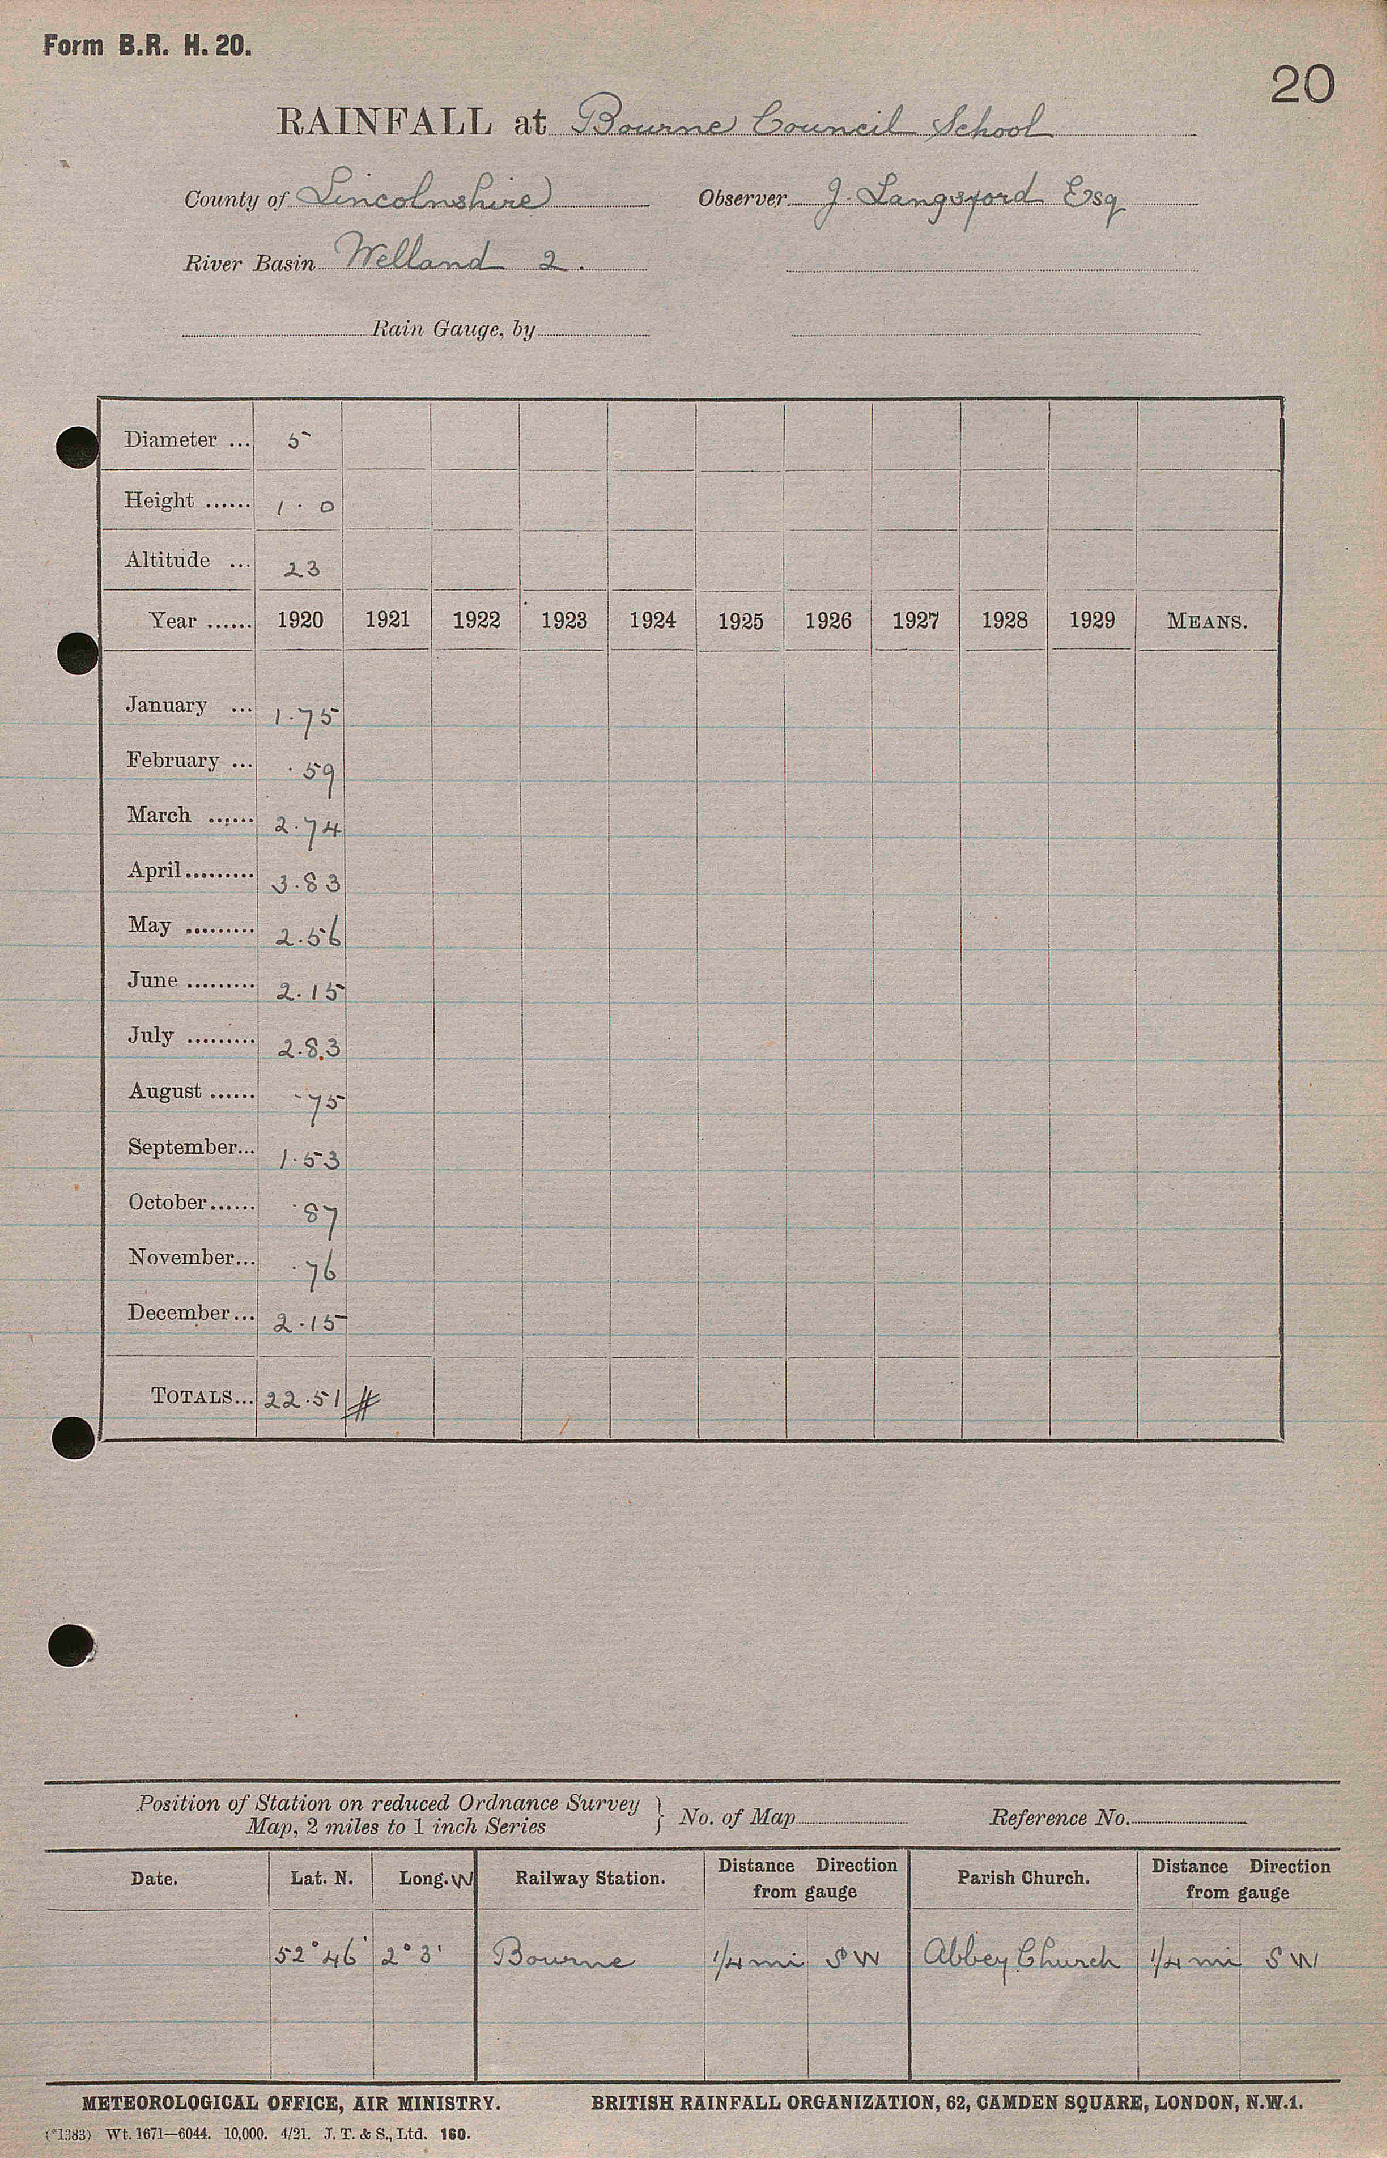 Form B.R. H. 20.
20
RAINFALL at Bourne Council School
County of Lincolnshire Observer J. Langsford Esq
River Basin Welland 2.
Rain Gauge, by
Diameter ... 5
Height ...... 1 . 0
Altitude ... 23
Year ...... 1920 1921 1922 1923 1924 1925 1926 1927 1928 1929 MEANS.
January ... 1.75
February ... .59
March ...... 2.74
April......... 3.83
May ......... 2.56
June ......... 2.15
July ......... 2.83
August ...... .75
September... 1.53
October...... .87
November... .76
December... 2.15
TOTALS... 22.51 #
Position of Station on reduced Ordnance Survey
Map, 2 miles to 1 inch Series } No. of Map Reference No.
Date. Lat. N. Long. W Railway Station. Distance Direction from gauge Parish Church. Distance Direction from gauge
52° 46' 2° 3' Bourne 1/4 mi SW Abbey Church 1/4 mi SW
METEOROLOGICAL OFFICE, AIR MINISTRY. BRITISH RAINFALL ORGANIZATION, 62, CAMDEN SQUARE, LONDON, N.W.1.
(*1383) Wt. 1671—6044. 10,000. 4/21. J. T. & S., Ltd. 160.